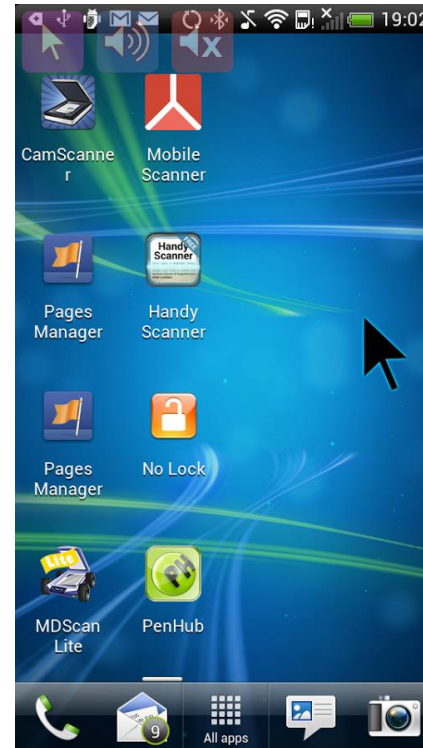 19:02
CamScanne
r
Mobile
Scanner
Pages
Manager
Handy
Scanner
FREE
Handy
Scanner
Pages
Manager
No Lock
Lite
MDScan
Lite
PH
PenHub
9
All apps